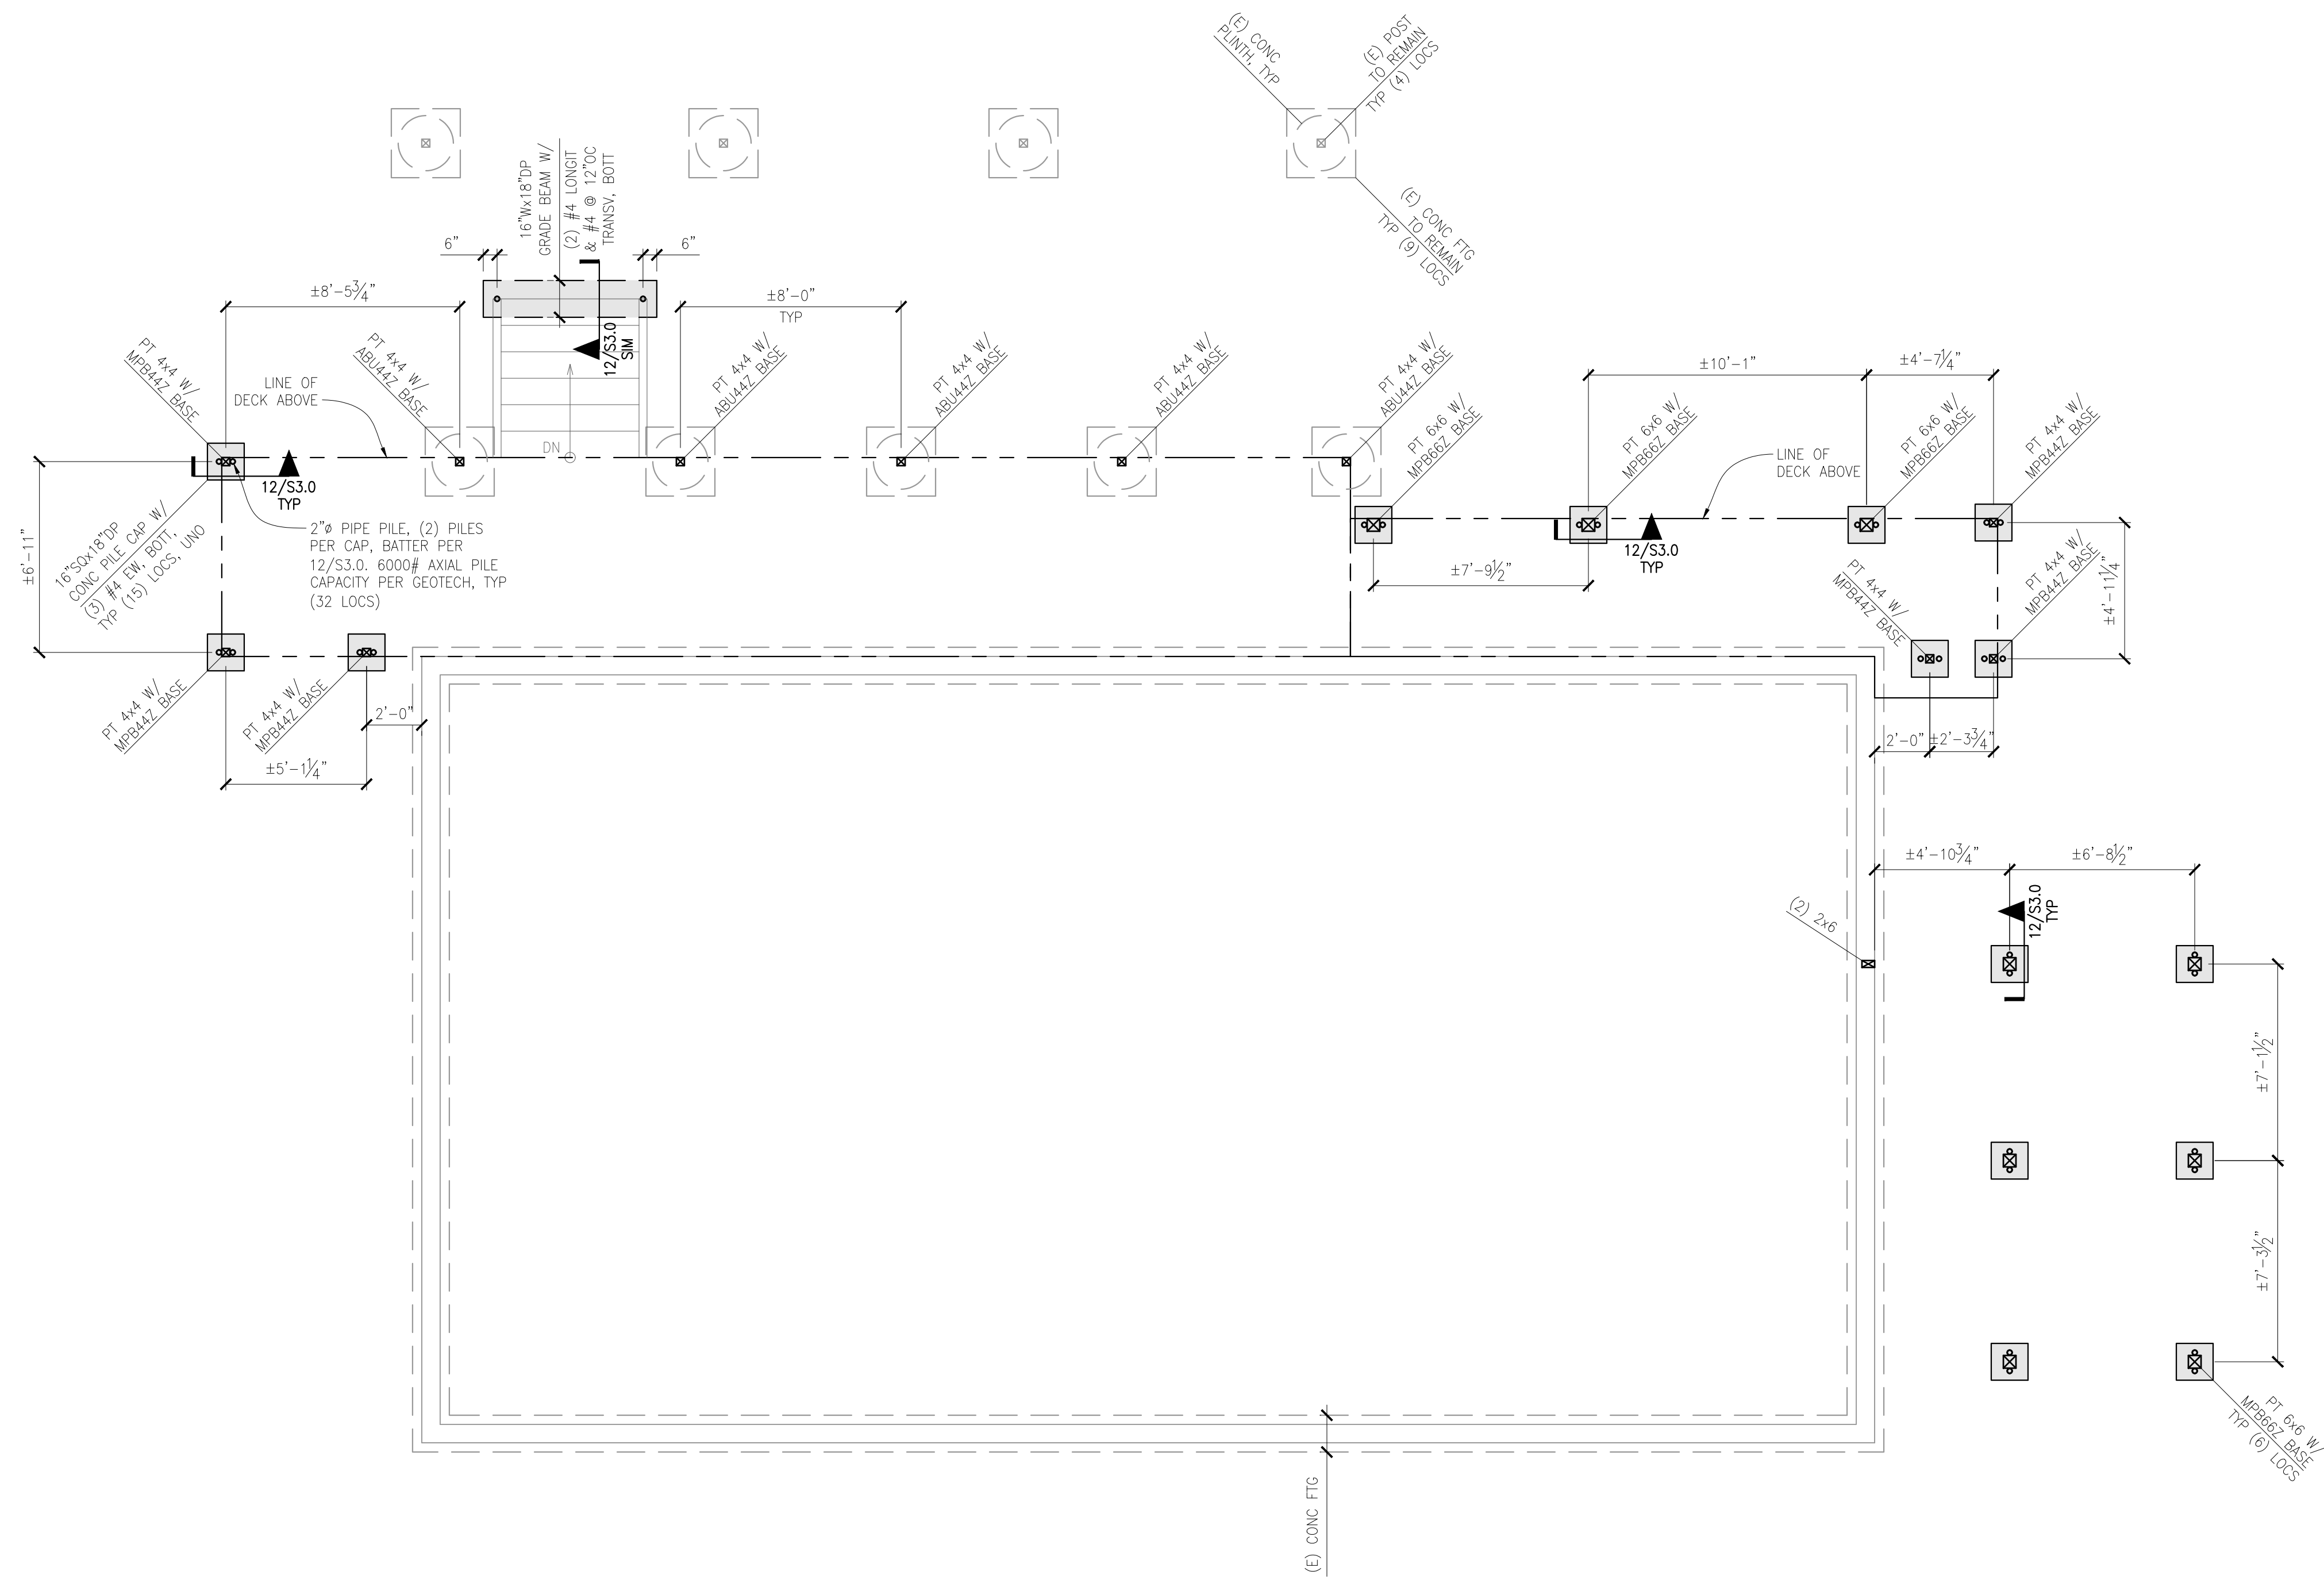 (E) CONC
PLINTH, TYP
(E) POST
TO REMAIN
TYP (4) LOCS
(E) CONC FTG
TO REMAIN
TYP (9) LOCS
16"Wx18"DP
GRADE BEAM W/
(2) #4 LONGIT
& #4 @ 12"OC
TRANSV, BOTT
6"
6"
±8'-5¾"
±8'-0"
TYP
12/S3.0
SIM
PT 4x4 W/
MPB44Z BASE
LINE OF
DECK ABOVE
PT 4x4 W/
ABU44Z BASE
DN
PT 4x4 W/
ABU44Z BASE
PT 4x4 W/
ABU44Z BASE
PT 4x4 W/
ABU44Z BASE
PT 4x4 W/
ABU44Z BASE
PT 6x6 W/
MPB66Z BASE
±10'-1"
±4'-7¼"
PT 6x6 W/
MPB66Z BASE
LINE OF
DECK ABOVE
PT 6x6 W/
MPB66Z BASE
PT 4x4 W/
MPB44Z BASE
12/S3.0
TYP
±6'-11"
16"SQx18"DP
CONC PILE CAP W/
(3) #4 EW, BOTT,
TYP (15) LOCS, UNO
2"ø PIPE PILE, (2) PILES
PER CAP, BATTER PER
12/S3.0. 6000# AXIAL PILE
CAPACITY PER GEOTECH, TYP
(32 LOCS)
±7'-9½"
12/S3.0
TYP
PT 4x4 W/
MPB44Z BASE
PT 4x4 W/
MPB44Z BASE
±4'-11¼"
PT 4x4 W/
MPB44Z BASE
PT 4x4 W/
MPB44Z BASE
2'-0"
±5'-1¼"
2'-0"
±2'-3¾"
±4'-10¾"
±6'-8½"
12/S3.0
TYP
(2) 2x6
±7'-1½"
±7'-3½"
PT 6x6 W/
MPB66Z BASE
TYP (6) LOCS
(E) CONC FTG